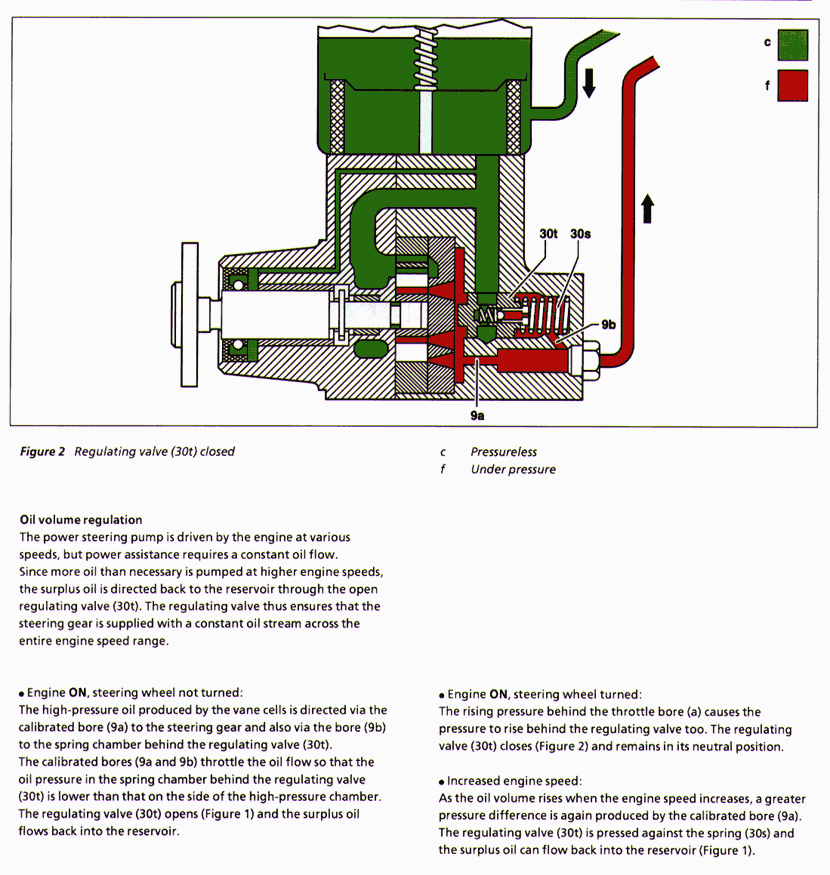 c
f
30t 30s
9b
9a
Figure 2 Regulating valve (30t) closed
c Pressureless
f Under pressure
Oil volume regulation
The power steering pump is driven by the engine at various
speeds, but power assistance requires a constant oil flow.
Since more oil than necessary is pumped at higher engine speeds,
the surplus oil is directed back to the reservoir through the open
regulating valve (30t). The regulating valve thus ensures that the
steering gear is supplied with a constant oil stream across the
entire engine speed range.
• Engine ON, steering wheel not turned:
The high-pressure oil produced by the vane cells is directed via the
calibrated bore (9a) to the steering gear and also via the bore (9b)
to the spring chamber behind the regulating valve (30t).
The calibrated bores (9a and 9b) throttle the oil flow so that the
oil pressure in the spring chamber behind the regulating valve
(30t) is lower than that on the side of the high-pressure chamber.
The regulating valve (30t) opens (Figure 1) and the surplus oil
flows back into the reservoir.
• Engine ON, steering wheel turned:
The rising pressure behind the throttle bore (a) causes the
pressure to rise behind the regulating valve too. The regulating
valve (30t) closes (Figure 2) and remains in its neutral position.
• Increased engine speed:
As the oil volume rises when the engine speed increases, a greater
pressure difference is again produced by the calibrated bore (9a).
The regulating valve (30t) is pressed against the spring (30s) and
the surplus oil can flow back into the reservoir (Figure 1).